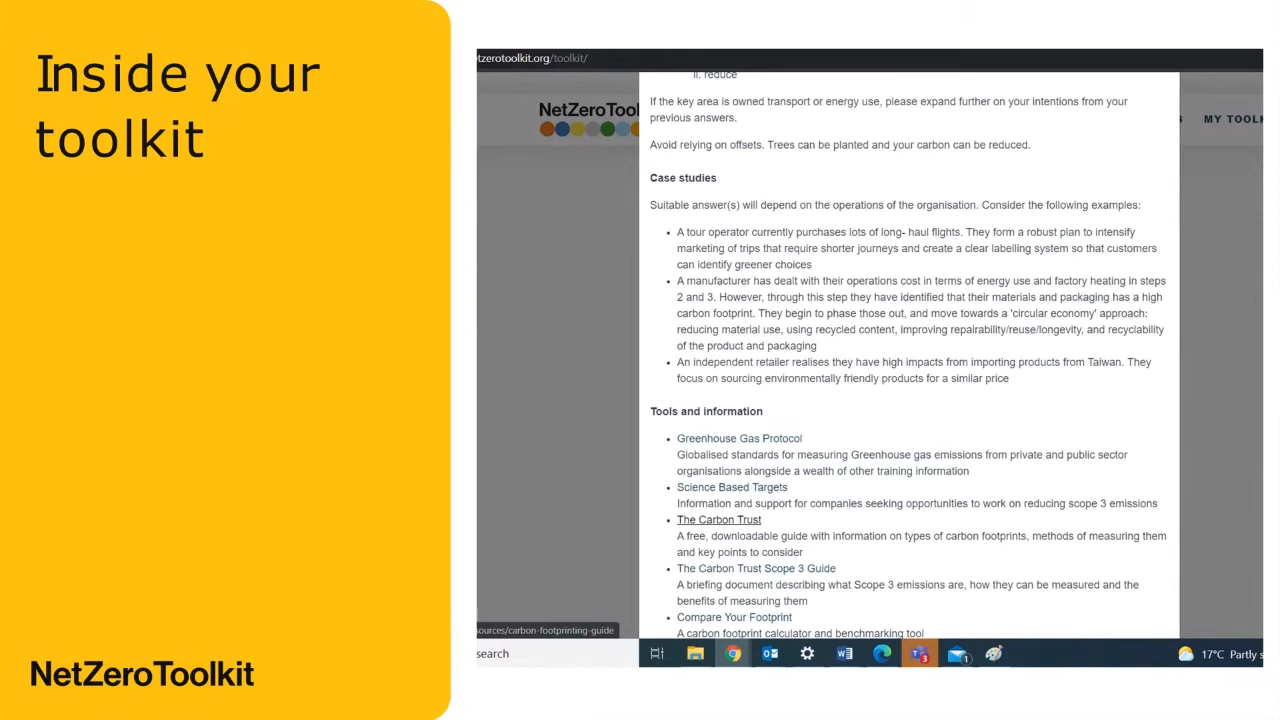 Inside your
toolkit
NetZeroToolkit
etzerotoolkit.org/toolkit/
NetZeroToolk
MY TOOLK
ii. reduce
If the key area is owned transport or energy use, please expand further on your intentions from your
previous answers.
Avoid relying on offsets. Trees can be planted and your carbon can be reduced.
Case studies
Suitable answer(s) will depend on the operations of the organisation. Consider the following examples:
• A tour operator currently purchases lots of long- haul flights. They form a robust plan to intensify
marketing of trips that require shorter journeys and create a clear labelling system so that customers
can identify greener choices
• A manufacturer has dealt with their operations cost in terms of energy use and factory heating in steps
2 and 3. However, through this step they have identified that their materials and packaging has a high
carbon footprint. They begin to phase those out, and move towards a 'circular economy' approach:
reducing material use, using recycled content, improving repairability/reuse/longevity, and recyclability
of the product and packaging
• An independent retailer realises they have high impacts from importing products from Taiwan. They
focus on sourcing environmentally friendly products for a similar price
Tools and information
• Greenhouse Gas Protocol
Globalised standards for measuring Greenhouse gas emissions from private and public sector
organisations alongside a wealth of other training information
• Science Based Targets
Information and support for companies seeking opportunities to work on reducing scope 3 emissions
• The Carbon Trust
A free, downloadable guide with information on types of carbon footprints, methods of measuring them
and key points to consider
• The Carbon Trust Scope 3 Guide
A briefing document describing what Scope 3 emissions are, how they can be measured and the
benefits of measuring them
• Compare Your Footprint
A carbon footprint calculator and benchmarking tool
sources/carbon-footprinting-guide
search
3
1
17°C Partly s